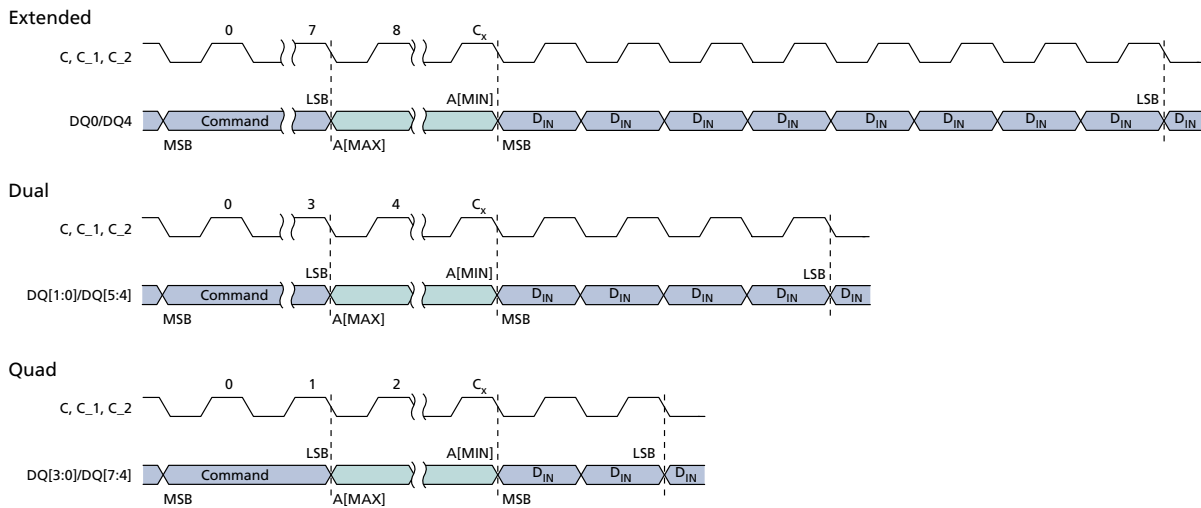 Extended
0 7 8 Cx
C, C_1, C_2
LSB A[MIN] LSB
DQ0/DQ4 Command DIN DIN DIN DIN DIN DIN DIN DIN DIN
MSB A[MAX] MSB
Dual
0 3 4 Cx
C, C_1, C_2
LSB A[MIN] LSB
DQ[1:0]/DQ[5:4] Command DIN DIN DIN DIN DIN
MSB A[MAX] MSB
Quad
0 1 2 Cx
C, C_1, C_2
LSB A[MIN] LSB
DQ[3:0]/DQ[7:4] Command DIN DIN DIN
MSB A[MAX] MSB